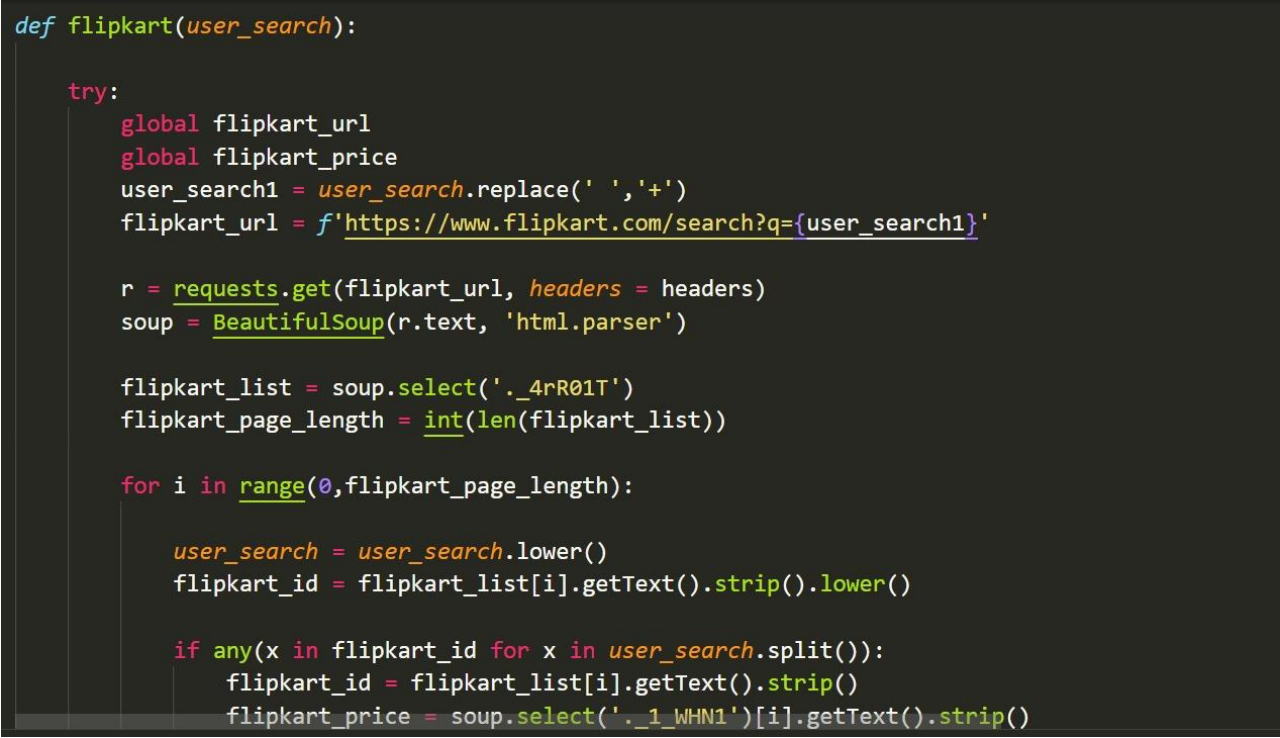 def flipkart(user_search):
try:
global flipkart_url
global flipkart_price
user_search1 = user_search.replace(' ','+')
flipkart_url = f'https://www.flipkart.com/search?q={user_search1}'
r = requests.get(flipkart_url, headers = headers)
soup = BeautifulSoup(r.text, 'html.parser')
flipkart_list = soup.select('._4rR01T')
flipkart_page_length = int(len(flipkart_list))
for i in range(0,flipkart_page_length):
user_search = user_search.lower()
flipkart_id = flipkart_list[i].getText().strip().lower()
if any(x in flipkart_id for x in user_search.split()):
flipkart_id = flipkart_list[i].getText().strip()
flipkart_price = soup.select('._1_WHN1')[i].getText().strip()